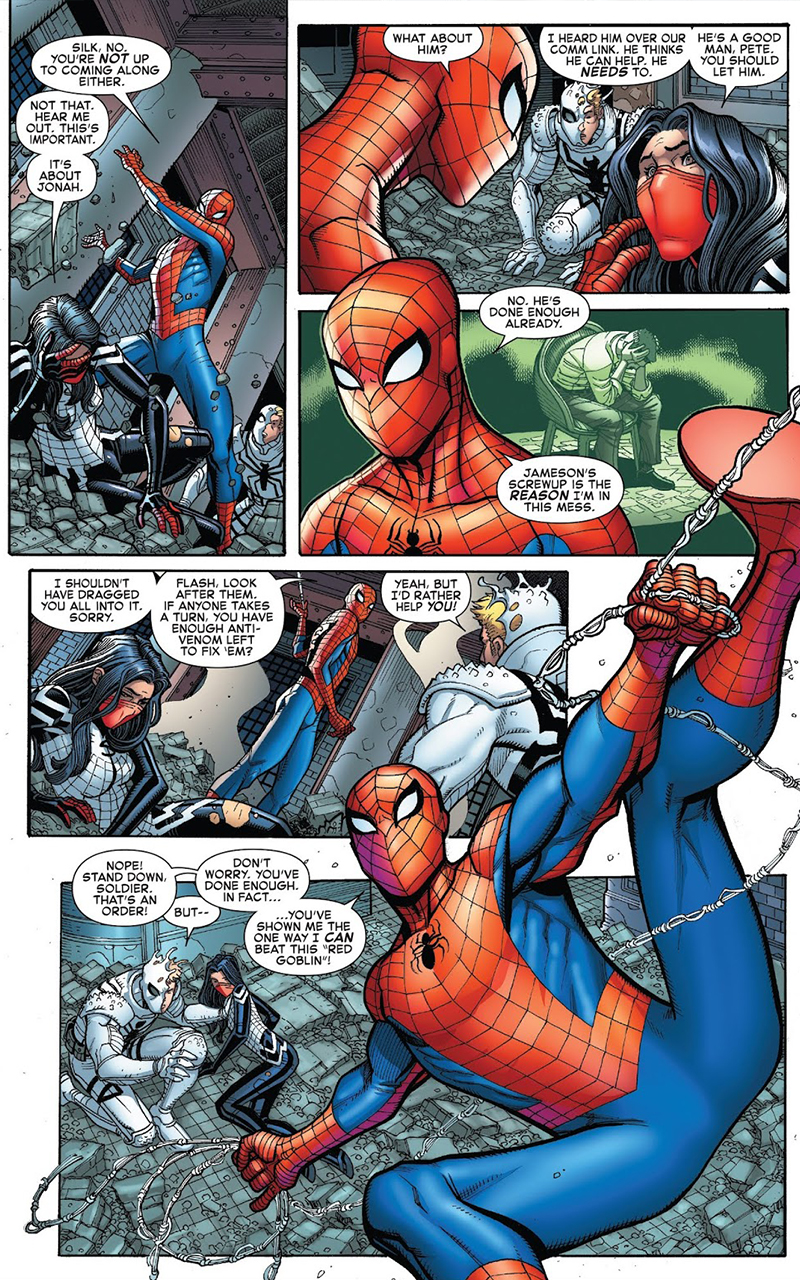 SILK, NO.
YOU'RE NOT UP
TO COMING ALONG
EITHER.
NOT THAT.
HEAR ME
OUT. THIS'S
IMPORTANT.
IT'S
ABOUT
JONAH.
WHAT ABOUT
HIM?
I HEARD HIM OVER OUR
COMM LINK. HE THINKS
HE CAN HELP. HE
NEEDS TO.
HE'S A GOOD
MAN, PETE.
YOU SHOULD
LET HIM.
NO. HE'S
DONE ENOUGH
ALREADY.
JAMESON'S
SCREWUP IS THE
REASON I'M IN
THIS MESS.
I SHOULDN'T
HAVE DRAGGED
YOU ALL INTO IT.
SORRY.
FLASH, LOOK
AFTER THEM.
IF ANYONE TAKES
A TURN, YOU HAVE
ENOUGH ANTI-
VENOM LEFT
TO FIX 'EM?
YEAH, BUT
I'D RATHER
HELP YOU!
NOPE!
STAND DOWN,
SOLDIER.
THAT'S AN
ORDER!
BUT--
DON'T
WORRY. YOU'VE
DONE ENOUGH.
IN FACT...
...YOU'VE
SHOWN ME THE
ONE WAY I CAN
BEAT THIS "RED
GOBLIN"!